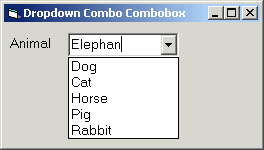 Dropdown Combo Combobox
Animal Elephan
Dog
Cat
Horse
Pig
Rabbit